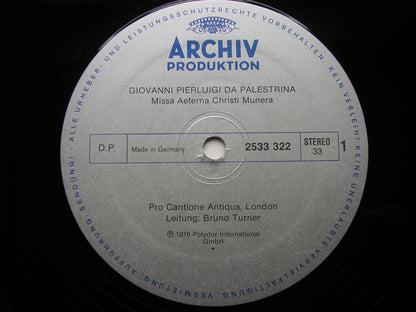 ALLE URHEBER- UND LEISTUNGSSCHUTZRECHTE VORBEHALTEN. KEIN VERLEIH! KEINE UNERLAUBTE VERVIELFÄLTIGUNG, VERMIETUNG, AUFFÜHRUNG, SENDUNG!
ARCHIV
PRODUKTION
GIOVANNI PIERLUIGI DA PALESTRINA
Missa Aeterna Christi Munera
D.P. Made in Germany 2533 322 STEREO 33 1
Pro Cantione Antiqua, London
Leitung: Bruno Turner
Ⓟ 1976 Polydor International
GmbH